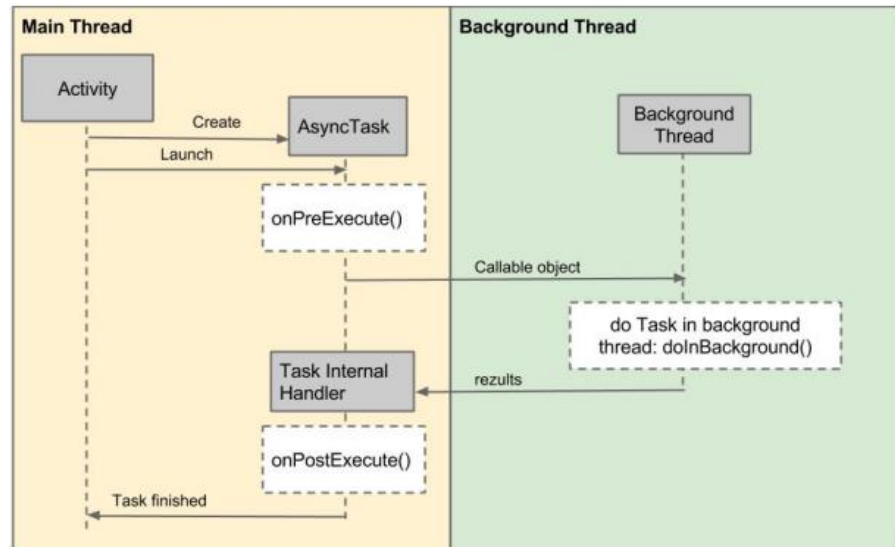 Main Thread
Background Thread
Activity
AsyncTask
Background
Thread
Create
Launch
onPreExecute()
Callable object
do Task in background
thread: doInBackground()
Task Internal
Handler
rezults
onPostExecute()
Task finished